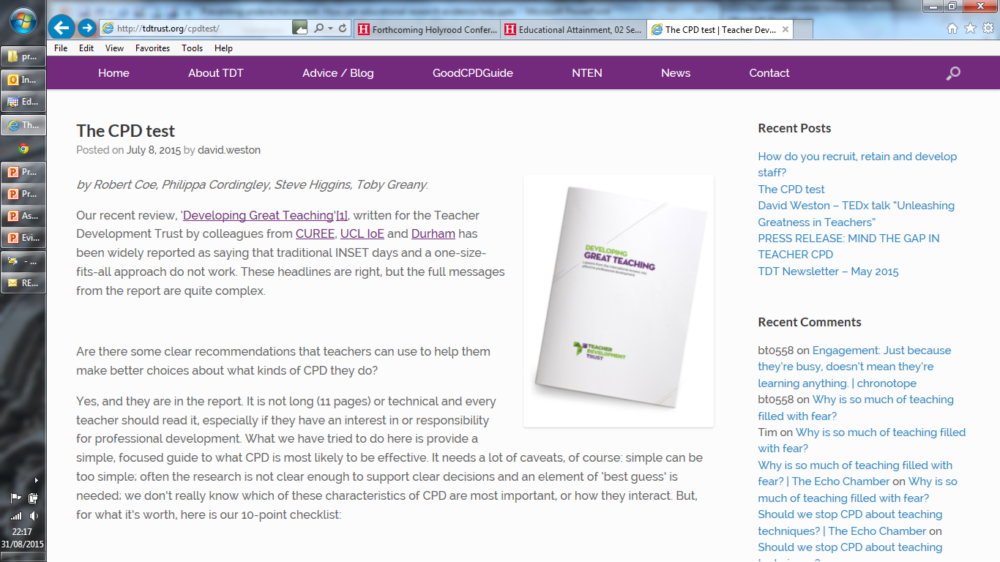 http://tdtrust.org/cpdtest/
Forthcoming Holyrood Confer...
Educational Attainment, 02 Se...
The CPD test | Teacher Dev...
File Edit View Favorites Tools Help
pr...
In...
Ed...
Th...
Pr...
Pr...
As...
Evi...
- ...
RE...
22:17
31/08/2015
Home About TDT Advice / Blog GoodCPDGuide NTEN News Contact
The CPD test
Posted on July 8, 2015 by david.weston
by Robert Coe, Philippa Cordingley, Steve Higgins, Toby Greany.
Our recent review, ‘Developing Great Teaching’[1], written for the Teacher
Development Trust by colleagues from CUREE, UCL IoE and Durham has
been widely reported as saying that traditional INSET days and a one-size-
fits-all approach do not work. These headlines are right, but the full messages
from the report are quite complex.
DEVELOPING
GREAT TEACHING
Lessons from the international reviews into
effective professional development
TEACHER
DEVELOPMENT
TRUST
Are there some clear recommendations that teachers can use to help them
make better choices about what kinds of CPD they do?
Yes, and they are in the report. It is not long (11 pages) or technical and every
teacher should read it, especially if they have an interest in or responsibility
for professional development. What we have tried to do here is provide a
simple, focused guide to what CPD is most likely to be effective. It needs a lot of caveats, of course: simple can be
too simple; often the research is not clear enough to support clear decisions and an element of ‘best guess’ is
needed; we don’t really know which of these characteristics of CPD are most important, or how they interact. But,
for what it’s worth, here is our 10-point checklist:
Recent Posts
How do you recruit, retain and develop
staff?
The CPD test
David Weston – TEDx talk “Unleashing
Greatness in Teachers”
PRESS RELEASE: MIND THE GAP IN
TEACHER CPD
TDT Newsletter – May 2015
Recent Comments
bt0558 on Engagement: Just because
they’re busy, doesn’t mean they’re
learning anything. | chronotope
bt0558 on Why is so much of teaching
filled with fear?
Tim on Why is so much of teaching filled
with fear?
Why is so much of teaching filled with
fear? | The Echo Chamber on Why is so
much of teaching filled with fear?
Should we stop CPD about teaching
techniques? | The Echo Chamber on
Should we stop CPD about teaching